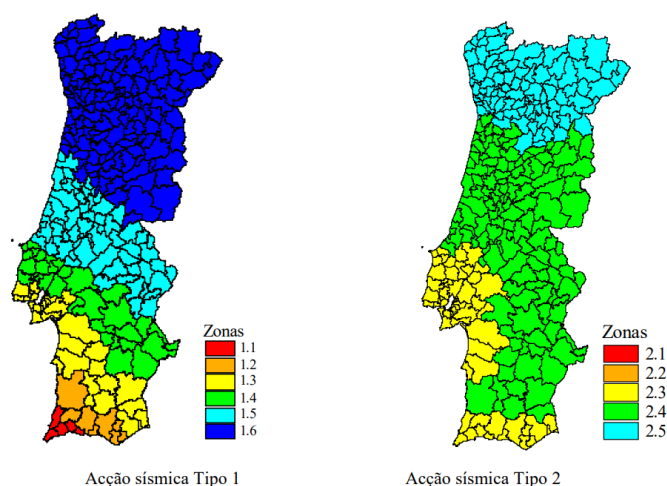 Zonas
1.1
1.2
1.3
1.4
1.5
1.6
Acção sísmica Tipo 1
Zonas
2.1
2.2
2.3
2.4
2.5
Acção sísmica Tipo 2